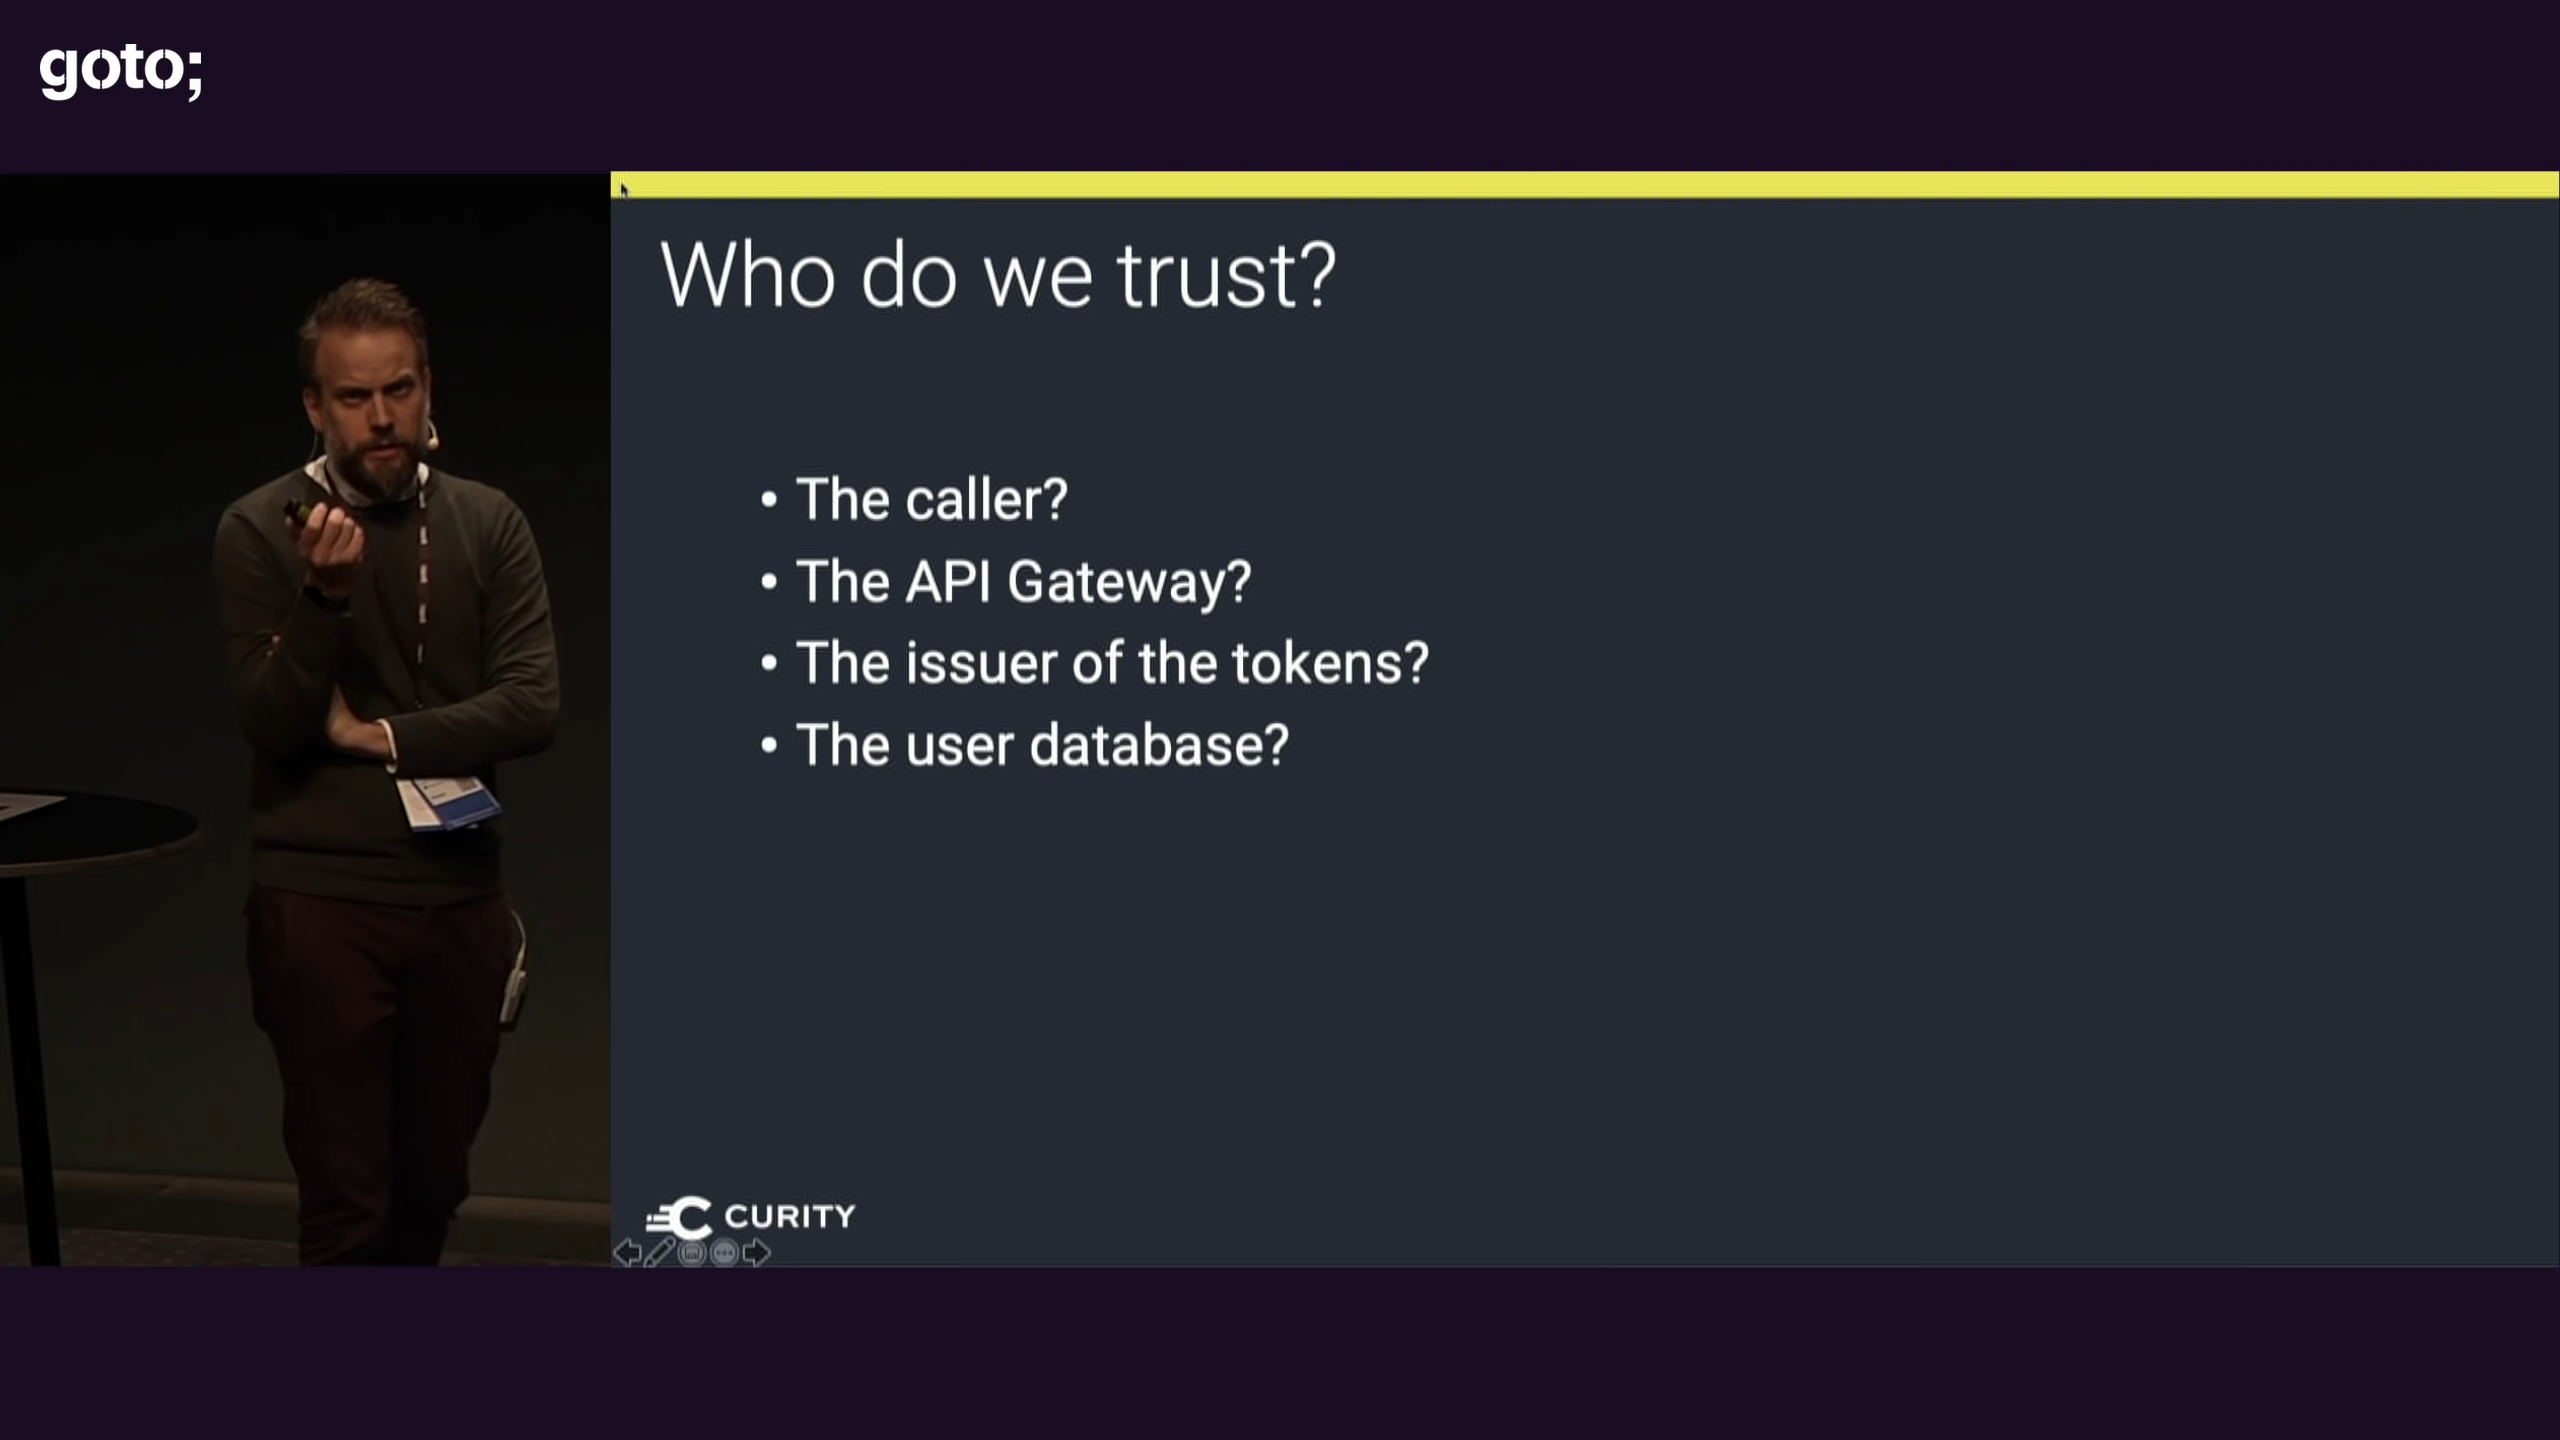 goto;
Who do we trust?
• The caller?
• The API Gateway?
• The issuer of the tokens?
• The user database?
CURITY